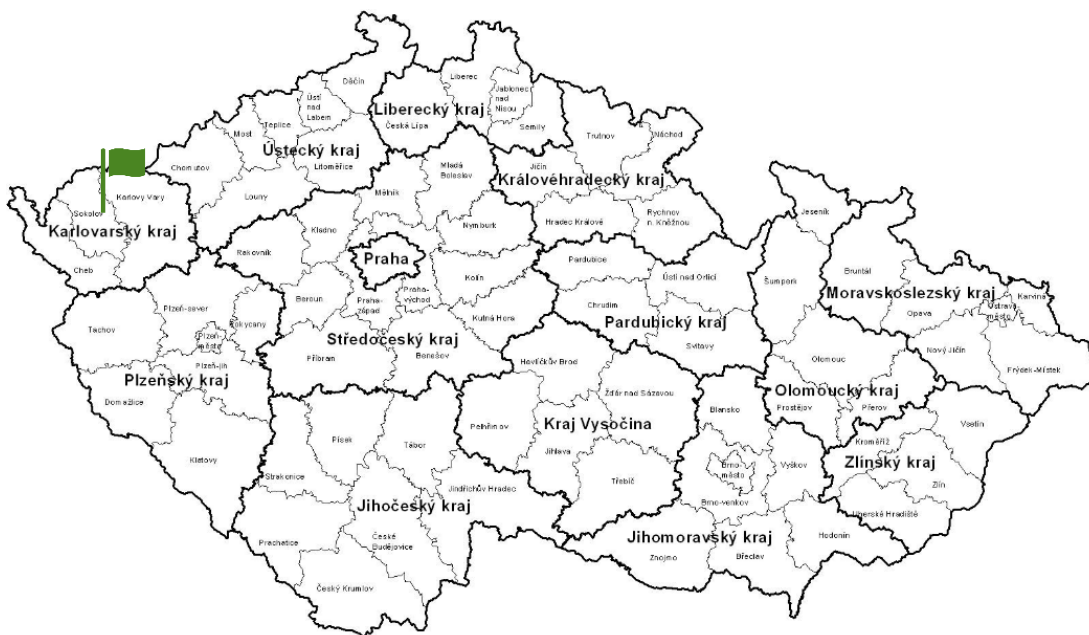 Děčín
Liberec
Jablonec
nad
Nisou
Ústí
nad
Labem
Liberecký kraj
Teplice
Česká Lípa
Semily
Trutnov
Náchod
Most
Ústecký kraj
Chomutov
Litoměřice
Mladá
Boleslav
Jičín
Královéhradecký kraj
Karlovy Vary
Louny
Mělník
Sokolov
Karlovarský kraj
Kladno
Nymburk
Hradec Králové
Rychnov
n. Kněžnou
Jeseník
Rakovník
Praha
Cheb
Kolín
Pardubice
Ústí nad Orlicí
Šumperk
Bruntál
Beroun
Praha-
západ
Praha-
východ
Moravskoslezský kraj
Karviná
Ostrava
město
Opava
Plzeň-sever
Chrudim
Pardubický kraj
Kutná Hora
Tachov
Rokycany
Plzeň-
město
Středočeský kraj
Svitavy
Nový Jičín
Příbram
Benešov
Havlíčkův Brod
Olomouc
Frýdek-Místek
Plzeň-jih
Plzeňský kraj
Olomoucký kraj
Žďár nad Sázavou
Domažlice
Prostějov
Přerov
Blansko
Kraj Vysočina
Pelhřimov
Písek
Tábor
Vsetín
Kroměříž
Jihlava
Klatovy
Zlínský kraj
Brno-
město
Vyškov
Strakonice
Třebíč
Zlín
Jindřichův Hradec
Brno-venkov
Jihočeský kraj
Uherské Hradiště
Prachatice
České
Budějovice
Jihomoravský kraj
Hodonín
Znojmo
Břeclav
Český Krumlov